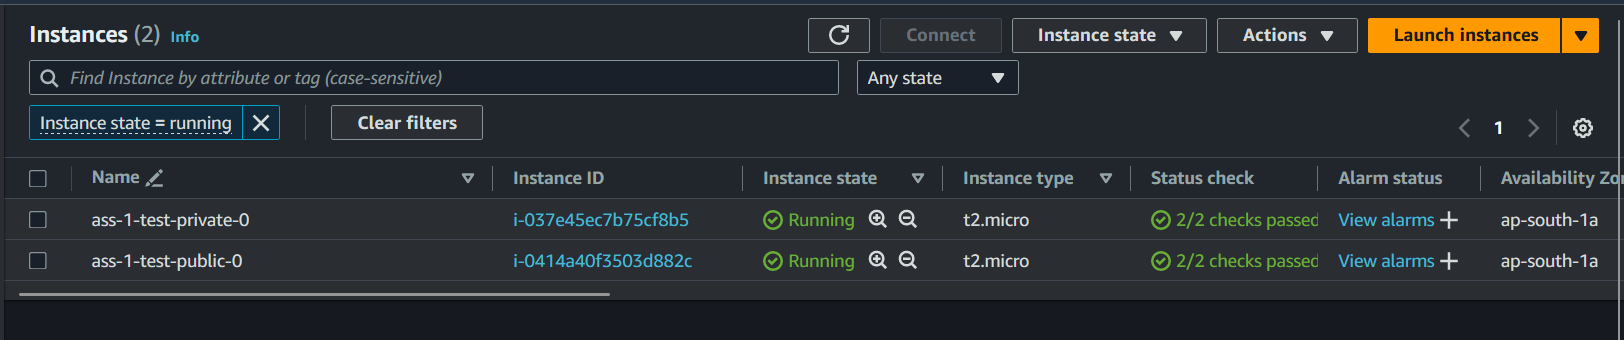 Instances (2) Info Connect Instance state Actions Launch instances
Find Instance by attribute or tag (case-sensitive) Any state
Instance state = running Clear filters 1
Name Instance ID Instance state Instance type Status check Alarm status Availability Zo
ass-1-test-private-0 i-037e45ec7b75cf8b5 Running t2.micro 2/2 checks passed View alarms + ap-south-1a
ass-1-test-public-0 i-0414a40f3503d882c Running t2.micro 2/2 checks passed View alarms + ap-south-1a